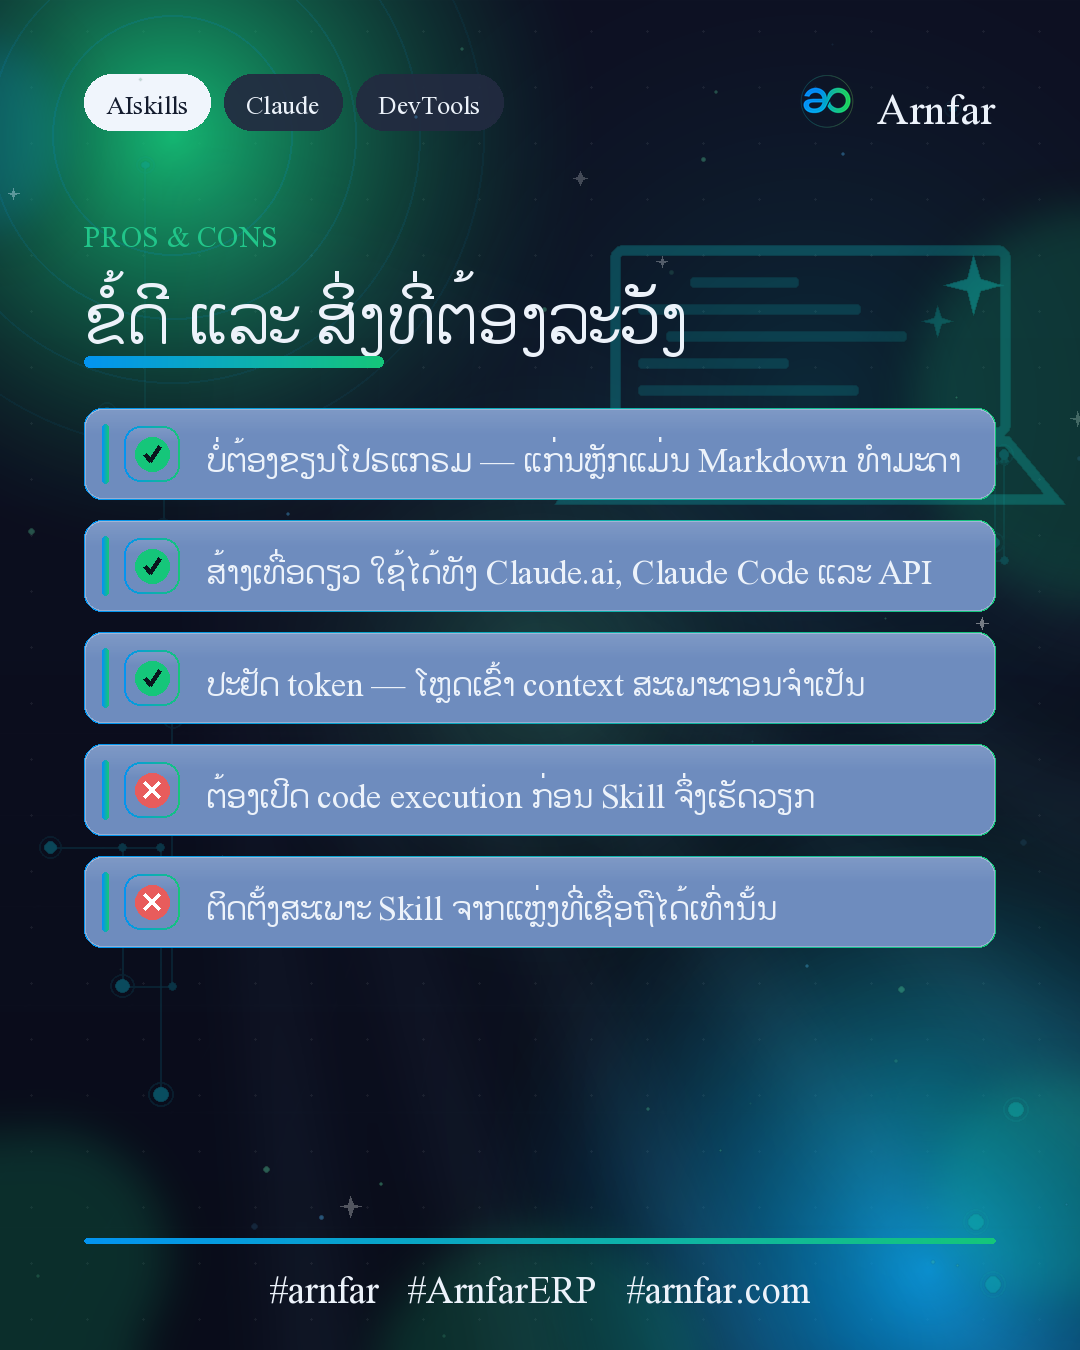 AIskills Claude DevTools
Arnfar
PROS & CONS
ຂໍ້ດີ ແລະ ສິ່ງທີ່ຕ້ອງລະວັງ
ບໍ່ຕ້ອງຂຽນໂປຣແກຣມ — ແກ່ນຫຼັກແມ່ນ Markdown ທຳມະດາ
ສ້າງເທື່ອດຽວ ໃຊ້ໄດ້ທັງ Claude.ai, Claude Code ແລະ API
ປະຢັດ token — ໂຫຼດເຂົ້າ context ສະເພາະຕອນຈຳເປັນ
ຕ້ອງເປີດ code execution ກ່ອນ Skill ຈຶ່ງເຮັດວຽກ
ຕິດຕັ້ງສະເພາະ Skill ຈາກແຫຼ່ງທີ່ເຊື່ອຖືໄດ້ເທົ່ານັ້ນ
#arnfar #ArnfarERP #arnfar.com